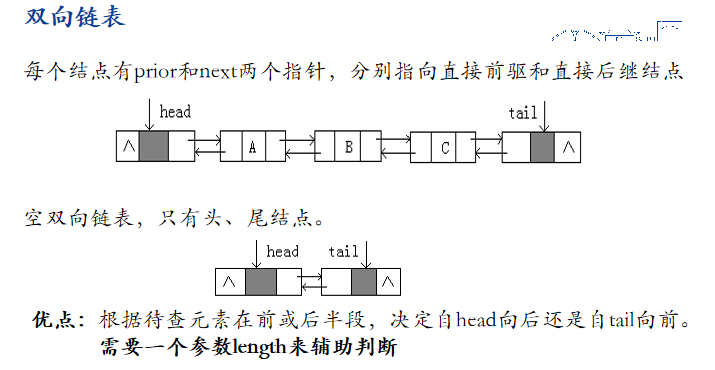 双向链表
每个结点有prior和next两个指针，分别指向直接前驱和直接后继结点
head tail
∧ A B C ∧
空双向链表，只有头、尾结点。
head tail
∧ ∧
优点：根据待查元素在前或后半段，决定自head向后还是自tail向前。
需要一个参数length来辅助判断